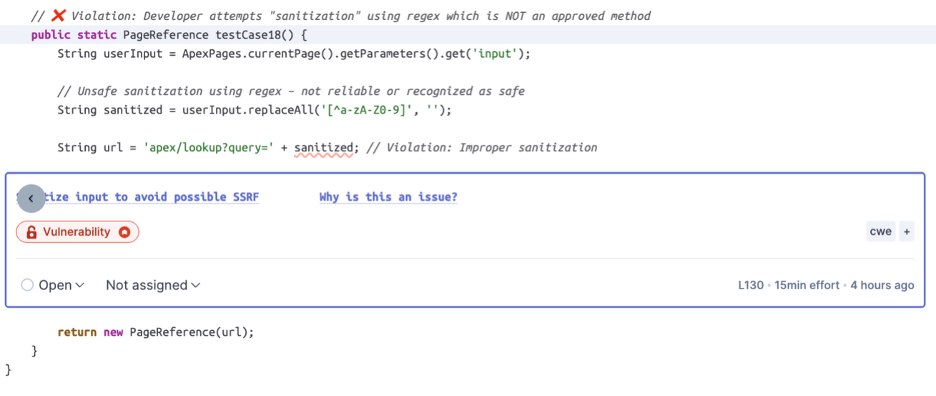 // ❌ Violation: Developer attempts "sanitization" using regex which is NOT an approved method
public static PageReference testCase18() {
String userInput = ApexPages.currentPage().getParameters().get('input');
// Unsafe sanitization using regex – not reliable or recognized as safe
String sanitized = userInput.replaceAll('[^a-zA-Z0-9]', '');
String url = 'apex/lookup?query=' + sanitized; // Violation: Improper sanitization
tize input to avoid possible SSRF Why is this an issue?
Vulnerability
cwe +
Open Not assigned L130 • 15min effort • 4 hours ago
return new PageReference(url);
}
}